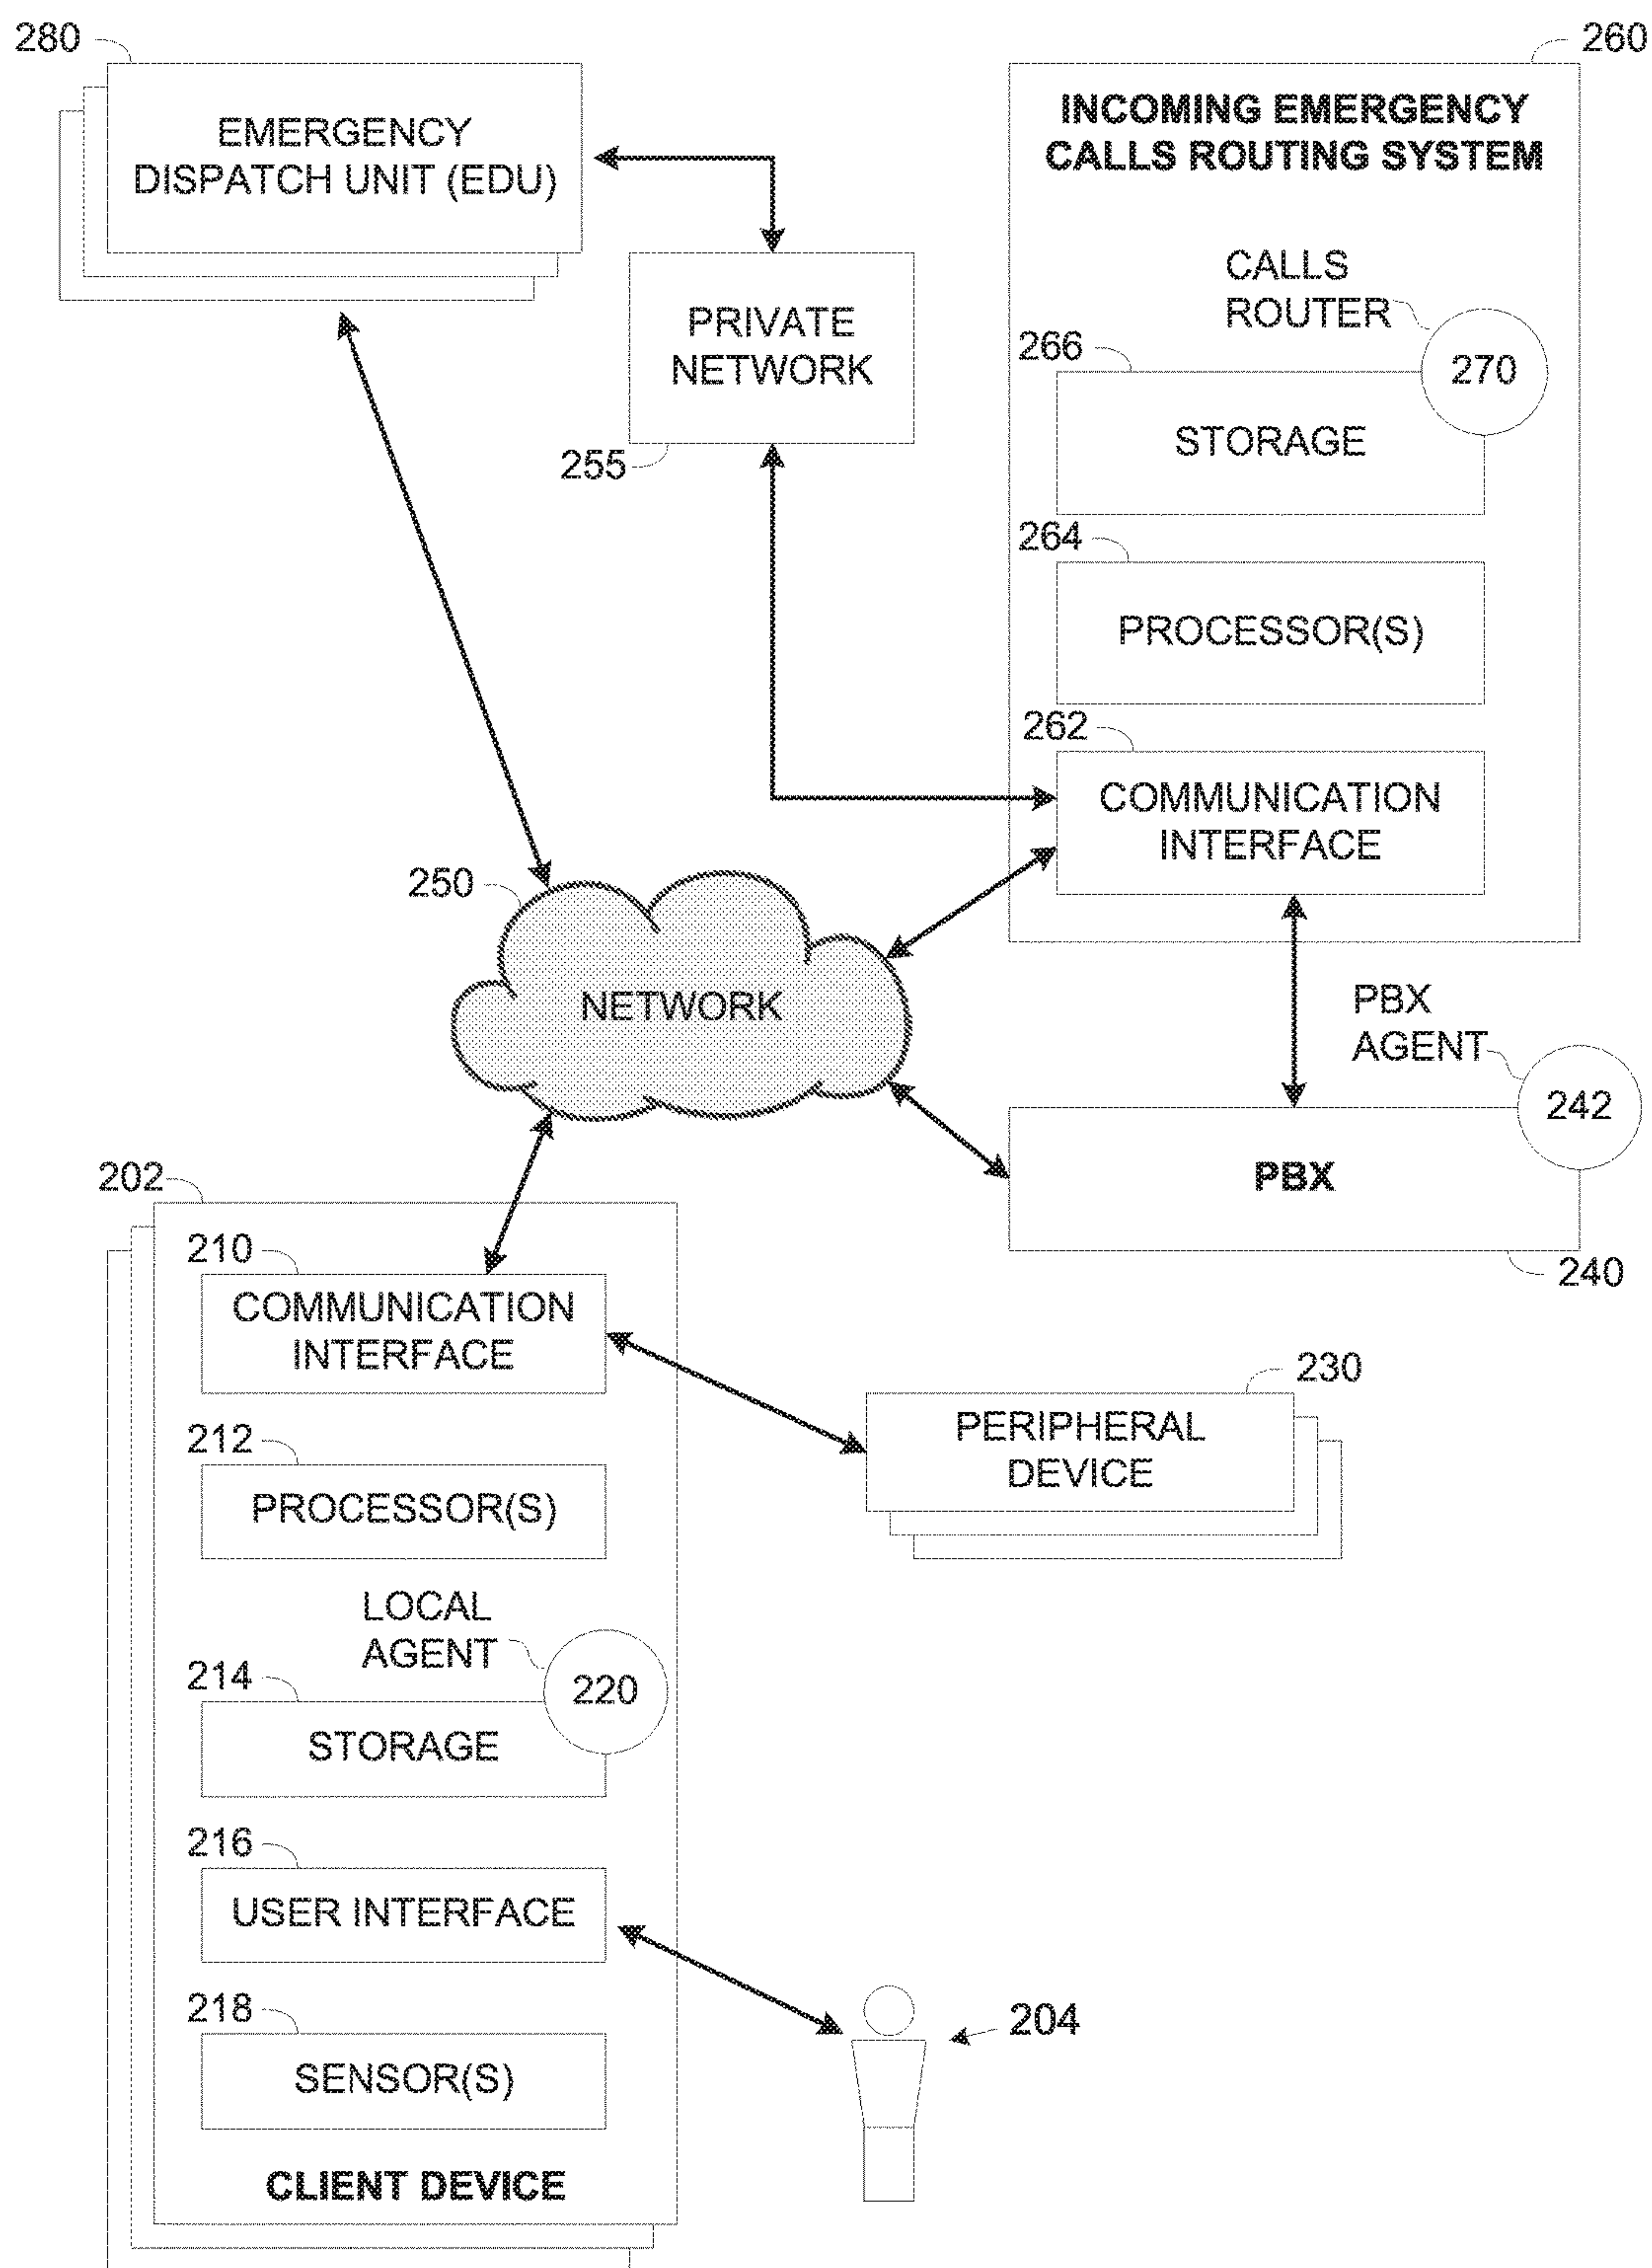 280
EMERGENCY
DISPATCH UNIT (EDU)
260
INCOMING EMERGENCY
CALLS ROUTING SYSTEM
PRIVATE
NETWORK
255
CALLS
ROUTER
270
266
STORAGE
264
PROCESSOR(S)
262
COMMUNICATION
INTERFACE
250
NETWORK
PBX
AGENT
242
PBX
240
202
210
COMMUNICATION
INTERFACE
230
PERIPHERAL
DEVICE
212
PROCESSOR(S)
LOCAL
AGENT
220
214
STORAGE
216
USER INTERFACE
204
218
SENSOR(S)
CLIENT DEVICE